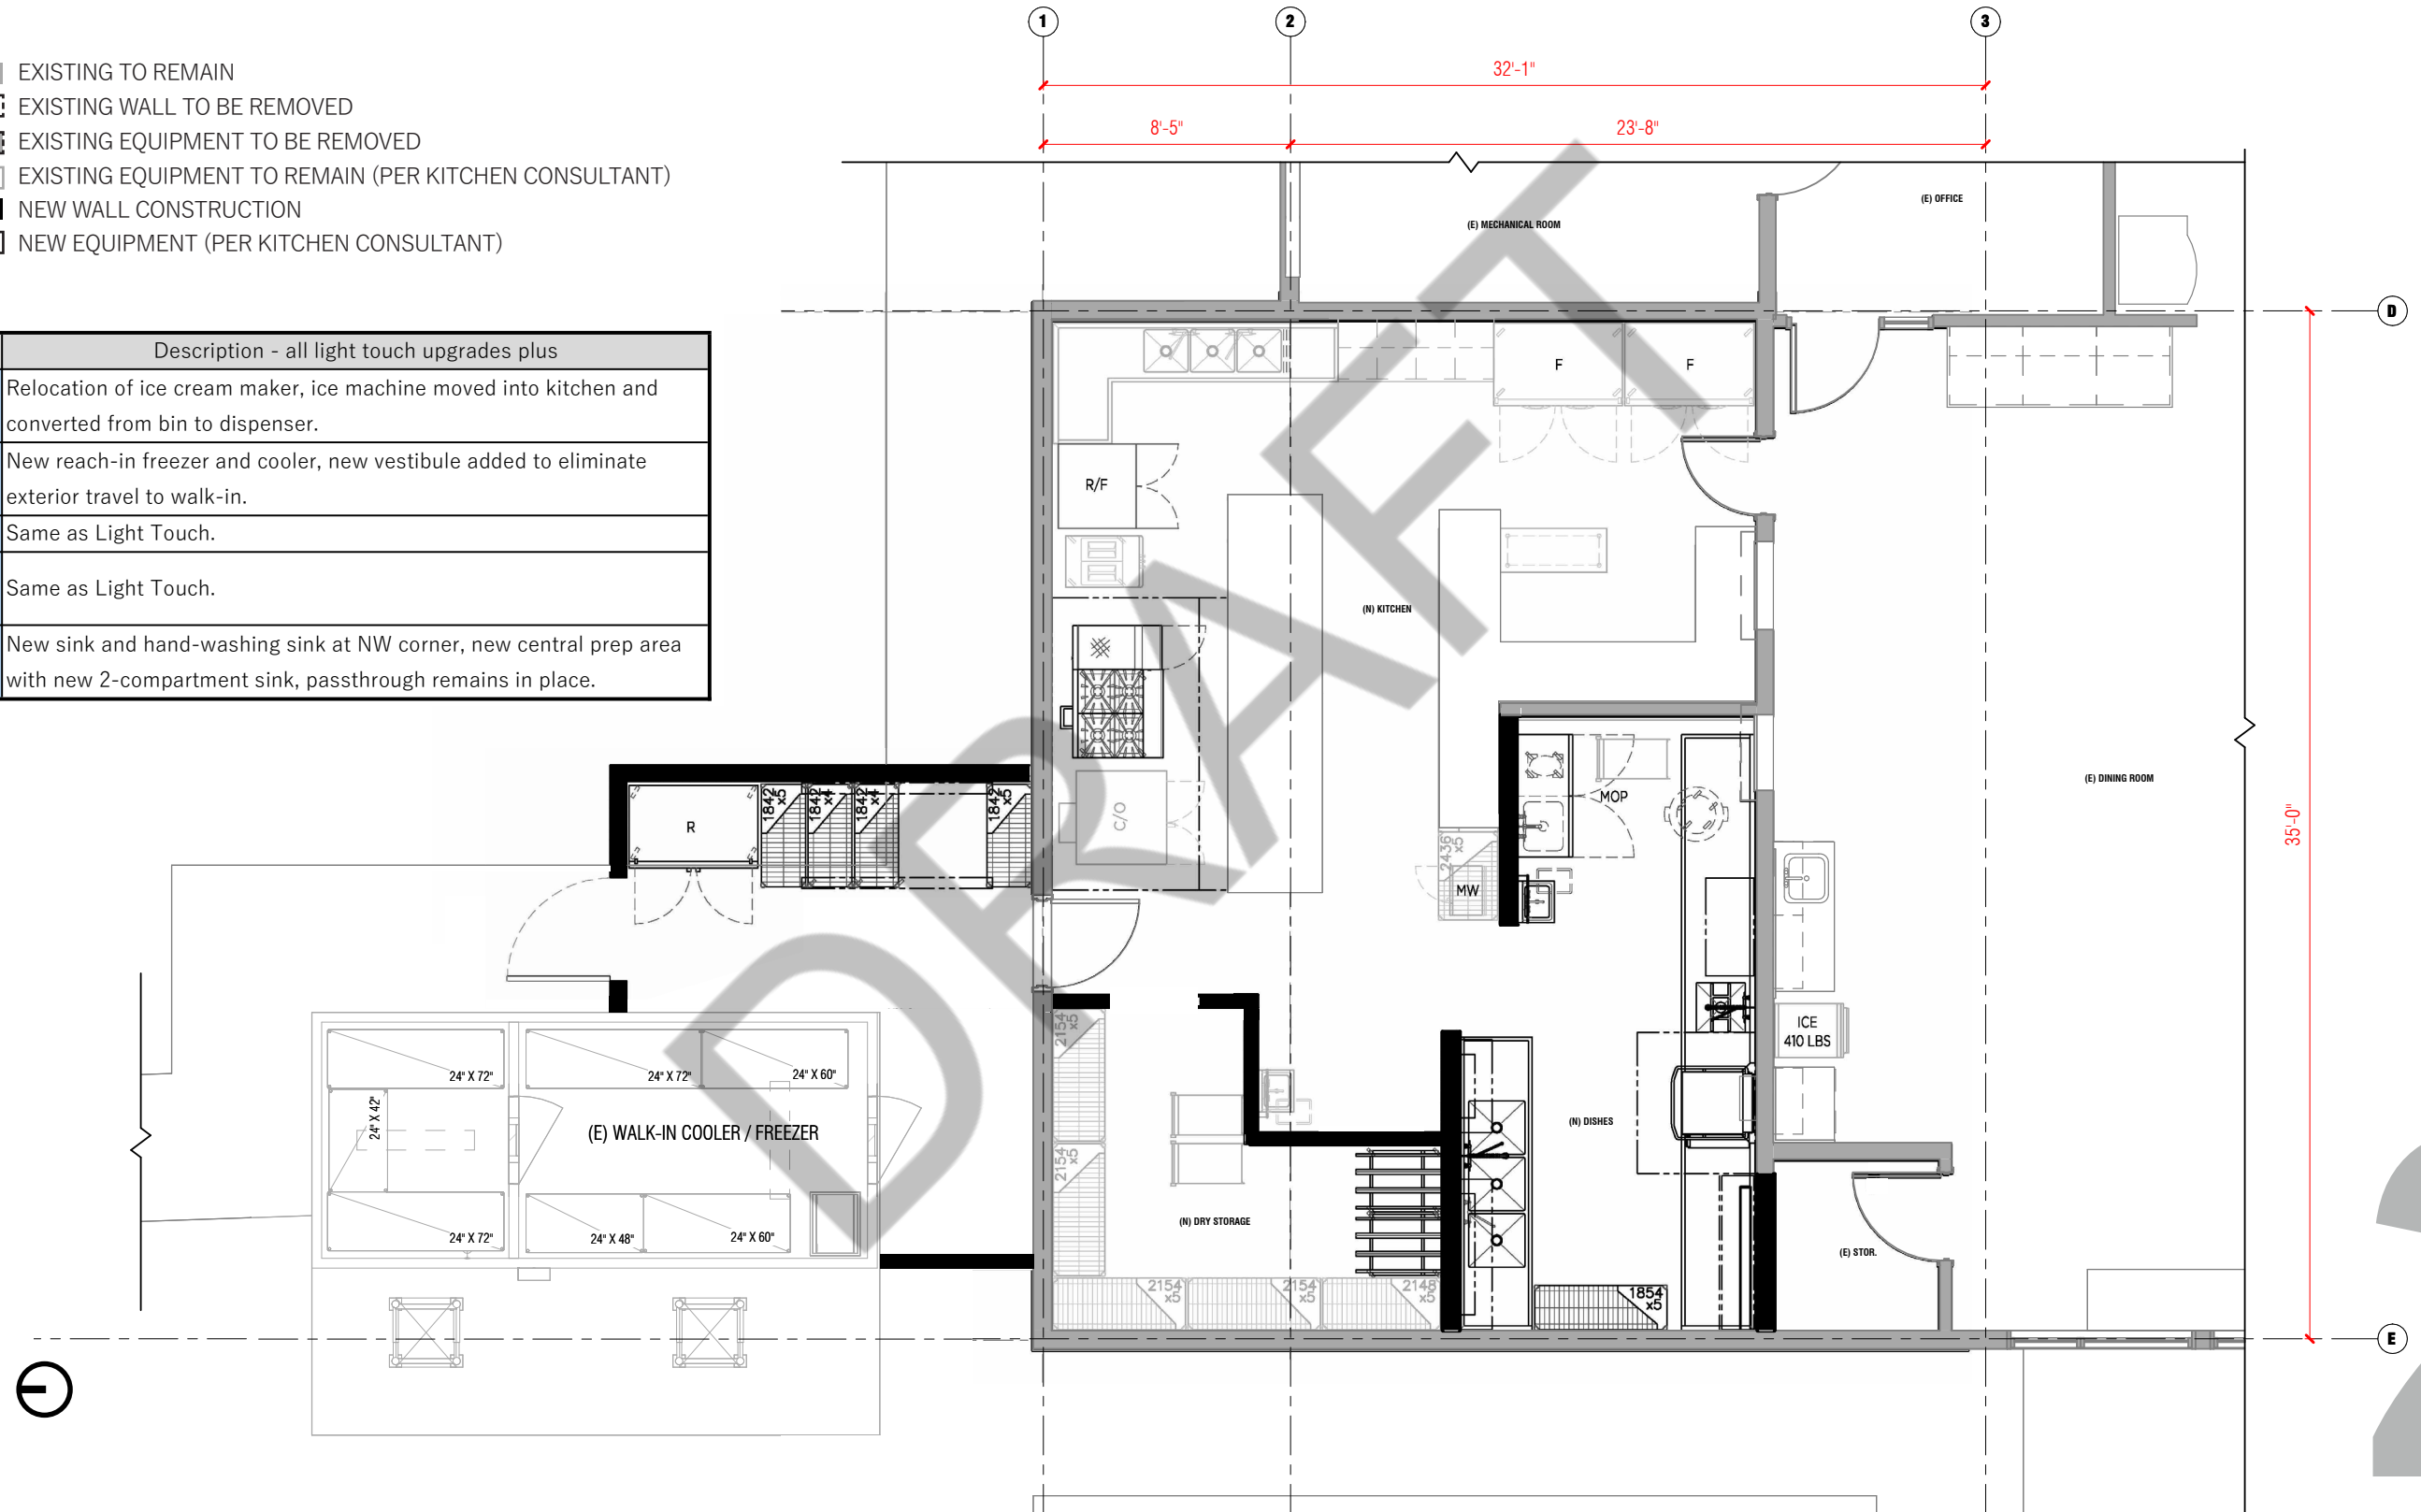 1
2
3
32'-1"
8'-5"
23'-8"
EXISTING TO REMAIN
EXISTING WALL TO BE REMOVED
EXISTING EQUIPMENT TO BE REMOVED
EXISTING EQUIPMENT TO REMAIN (PER KITCHEN CONSULTANT)
NEW WALL CONSTRUCTION
NEW EQUIPMENT (PER KITCHEN CONSULTANT)
(E) MECHANICAL ROOM
(E) OFFICE
D
Description - all light touch upgrades plus
Relocation of ice cream maker, ice machine moved into kitchen and
converted from bin to dispenser.
New reach-in freezer and cooler, new vestibule added to eliminate
exterior travel to walk-in.
Same as Light Touch.
Same as Light Touch.
New sink and hand-washing sink at NW corner, new central prep area
with new 2-compartment sink, passthrough remains in place.
F
F
R/F
(N) KITCHEN
(E) DINING ROOM
35'-0"
MOP
R
1842
x5
1842
x4
1842
x4
1842
x5
C/O
2436
x5
MW
ICE
410 LBS
2154
x5
2154
x5
24" X 72"
24" X 72"
24" X 60"
24" X 42"
(E) WALK-IN COOLER / FREEZER
24" X 72"
24" X 48"
24" X 60"
(N) DISHES
(N) DRY STORAGE
(E) STOR.
2154
x5
2154
x5
2148
x5
1854
x5
E
DRAFT
2